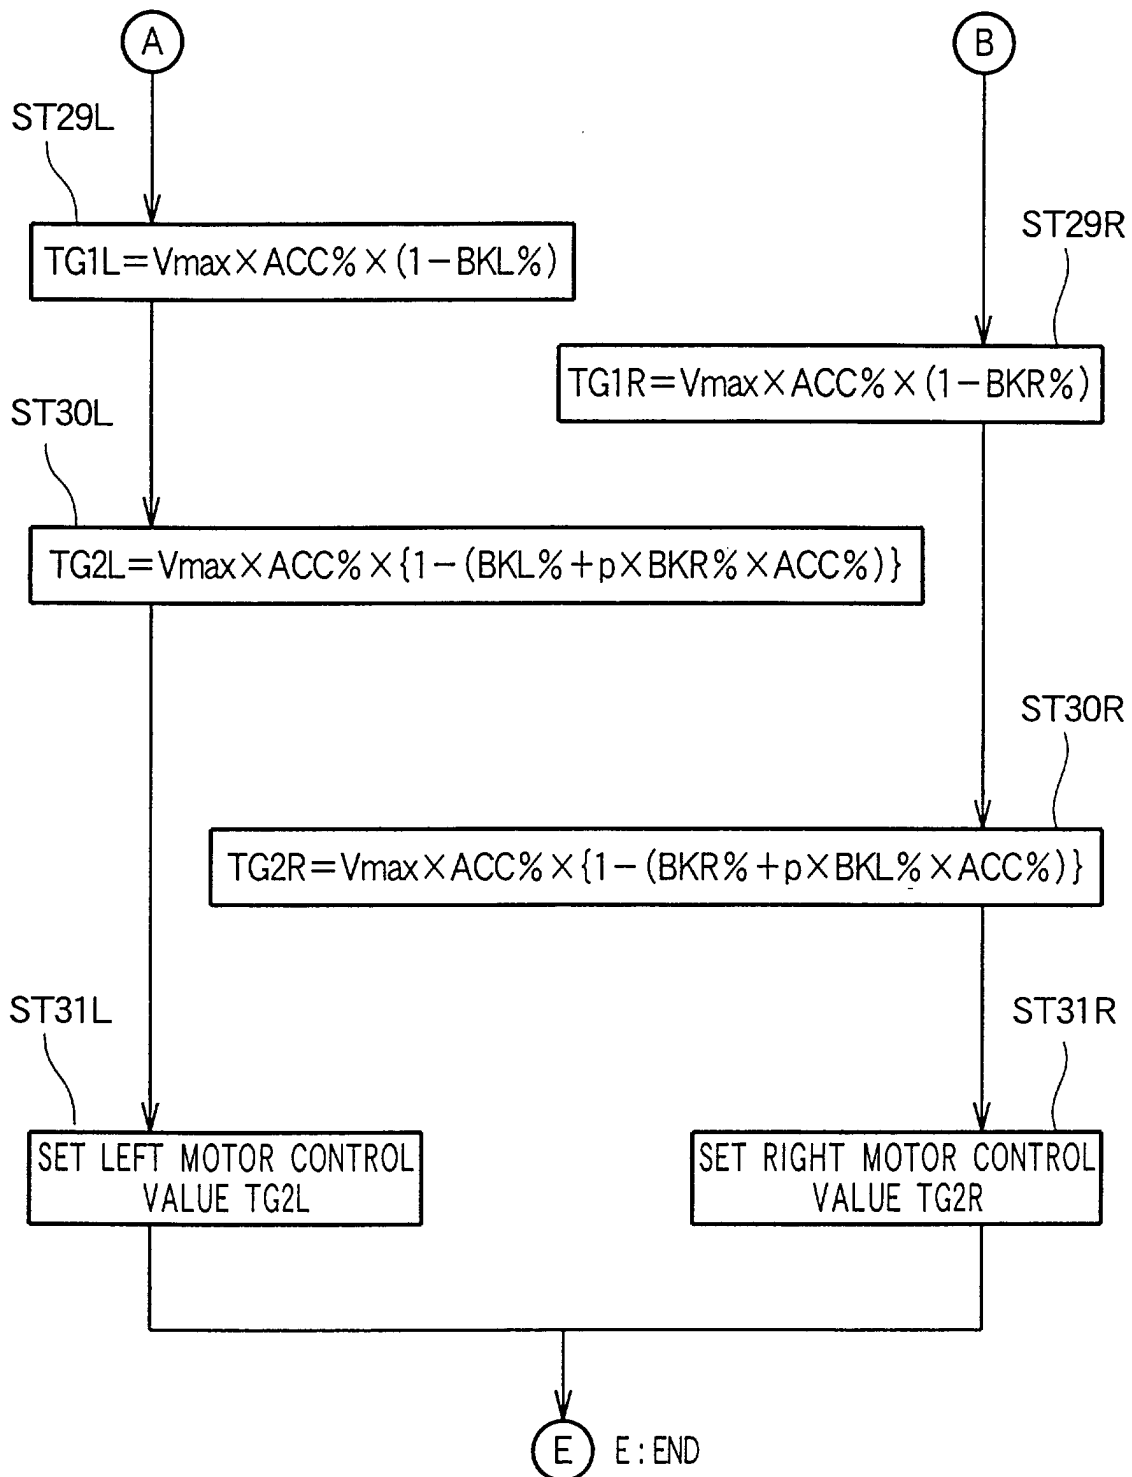 A
B
ST29L
TG1L=Vmax×ACC%×(1-BKL%)
ST29R
TG1R=Vmax×ACC%×(1-BKR%)
ST30L
TG2L=Vmax×ACC%×{1-(BKL%+p×BKR%×ACC%)}
ST30R
TG2R=Vmax×ACC%×{1-(BKR%+p×BKL%×ACC%)}
ST31L
ST31R
SET LEFT MOTOR CONTROL
VALUE TG2L
SET RIGHT MOTOR CONTROL
VALUE TG2R
E E:END